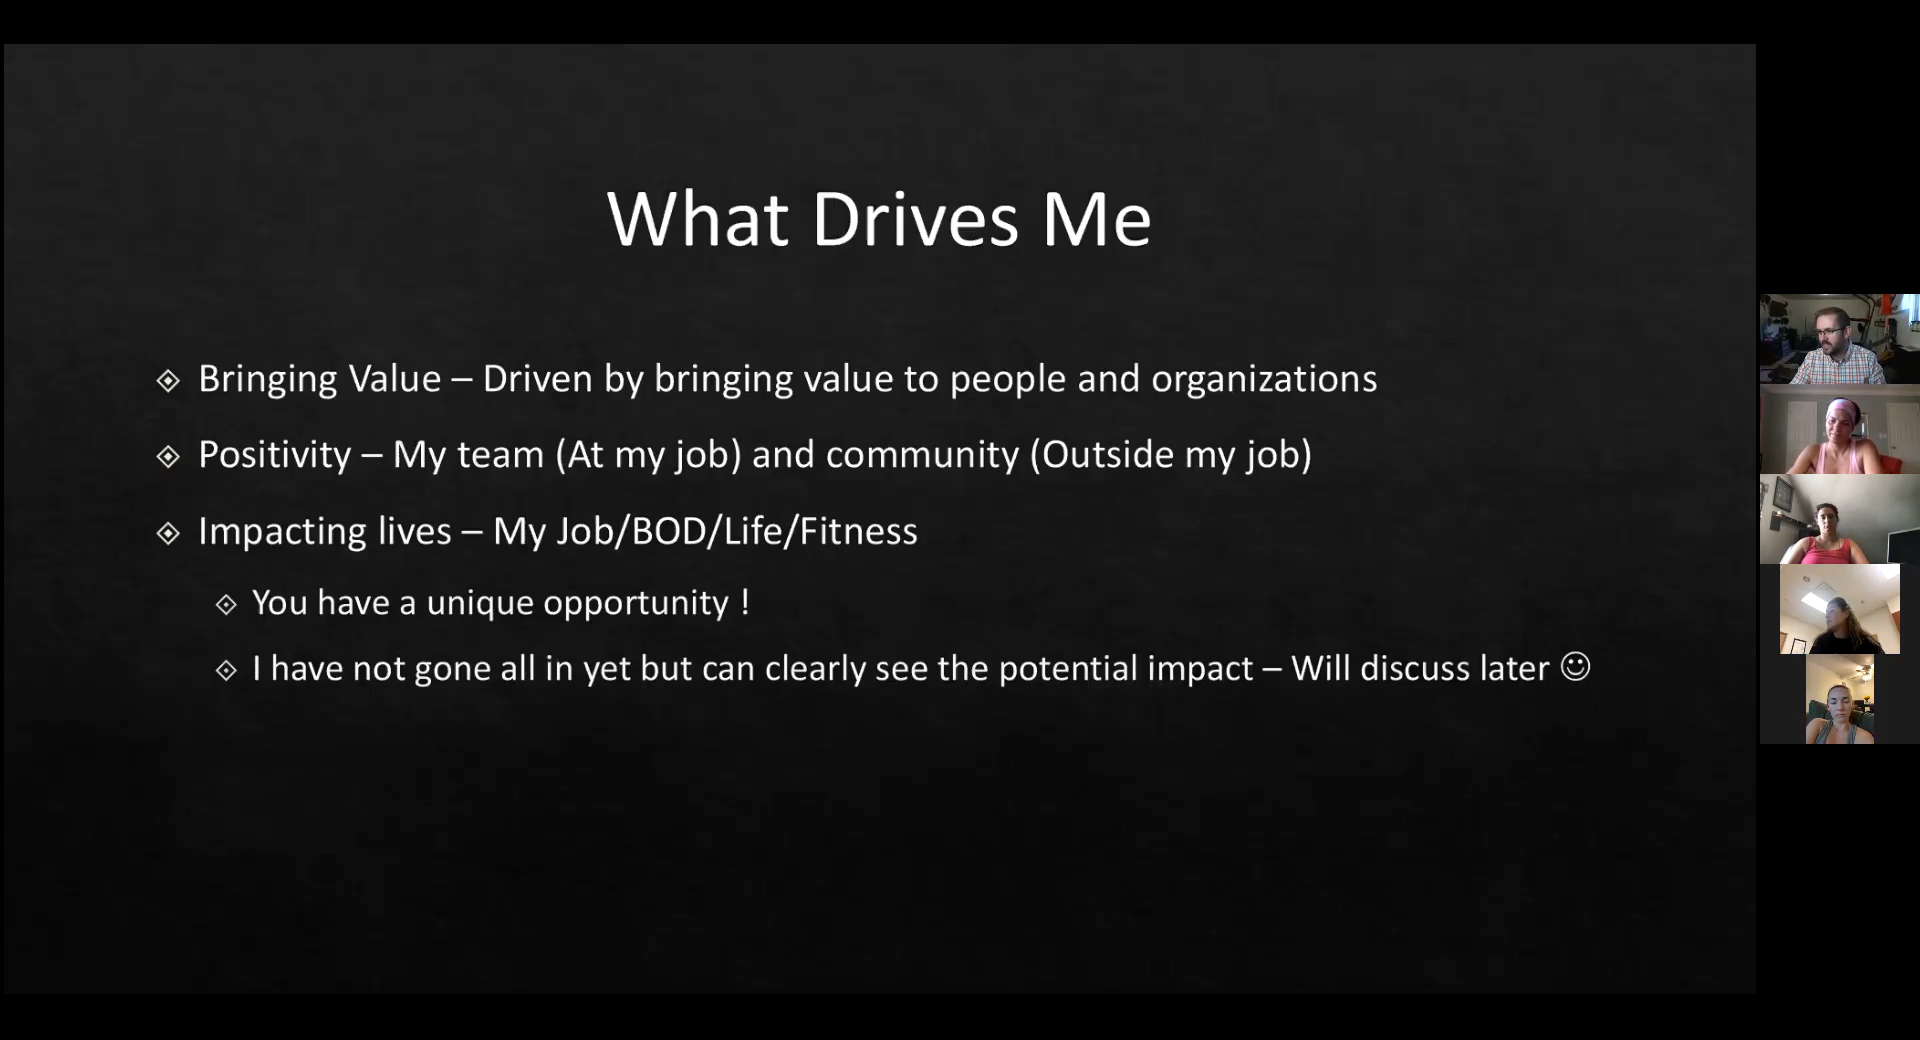 What Drives Me
Bringing Value – Driven by bringing value to people and organizations
Positivity – My team (At my job) and community (Outside my job)
Impacting lives – My Job/BOD/Life/Fitness
You have a unique opportunity !
I have not gone all in yet but can clearly see the potential impact – Will discuss later ☺